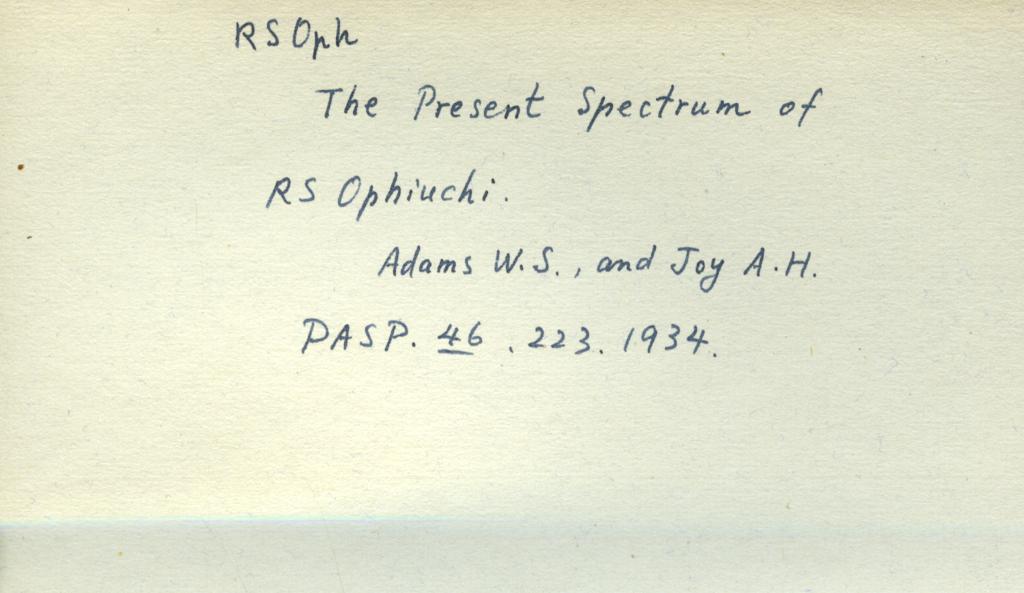 RS Oph
The Present Spectrum of
RS Ophiuchi.
Adams W.S., and Joy A.H.
PASP. 46 . 223. 1934.